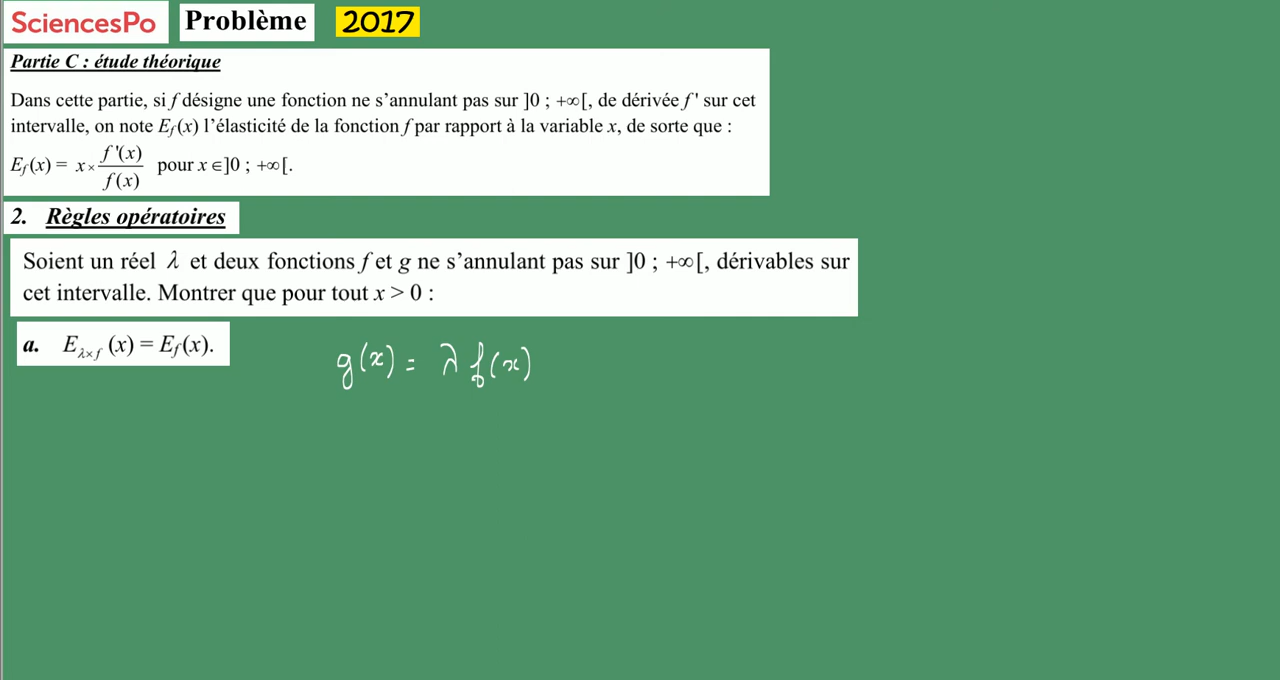 SciencesPo Problème 2017
Partie C : étude théorique
Dans cette partie, si f désigne une fonction ne s'annulant pas sur ]0 ; +∞[, de dérivée f' sur cet
intervalle, on note E_f(x) l'élasticité de la fonction f par rapport à la variable x, de sorte que :
E_f(x) = x × f'(x) / f(x) pour x ∈ ]0 ; +∞[.
2. Règles opératoires
Soient un réel λ et deux fonctions f et g ne s'annulant pas sur ]0 ; +∞[, dérivables sur
cet intervalle. Montrer que pour tout x > 0 :
a. E_{λ×f} (x) = E_f(x). g(x) = λ f(x)